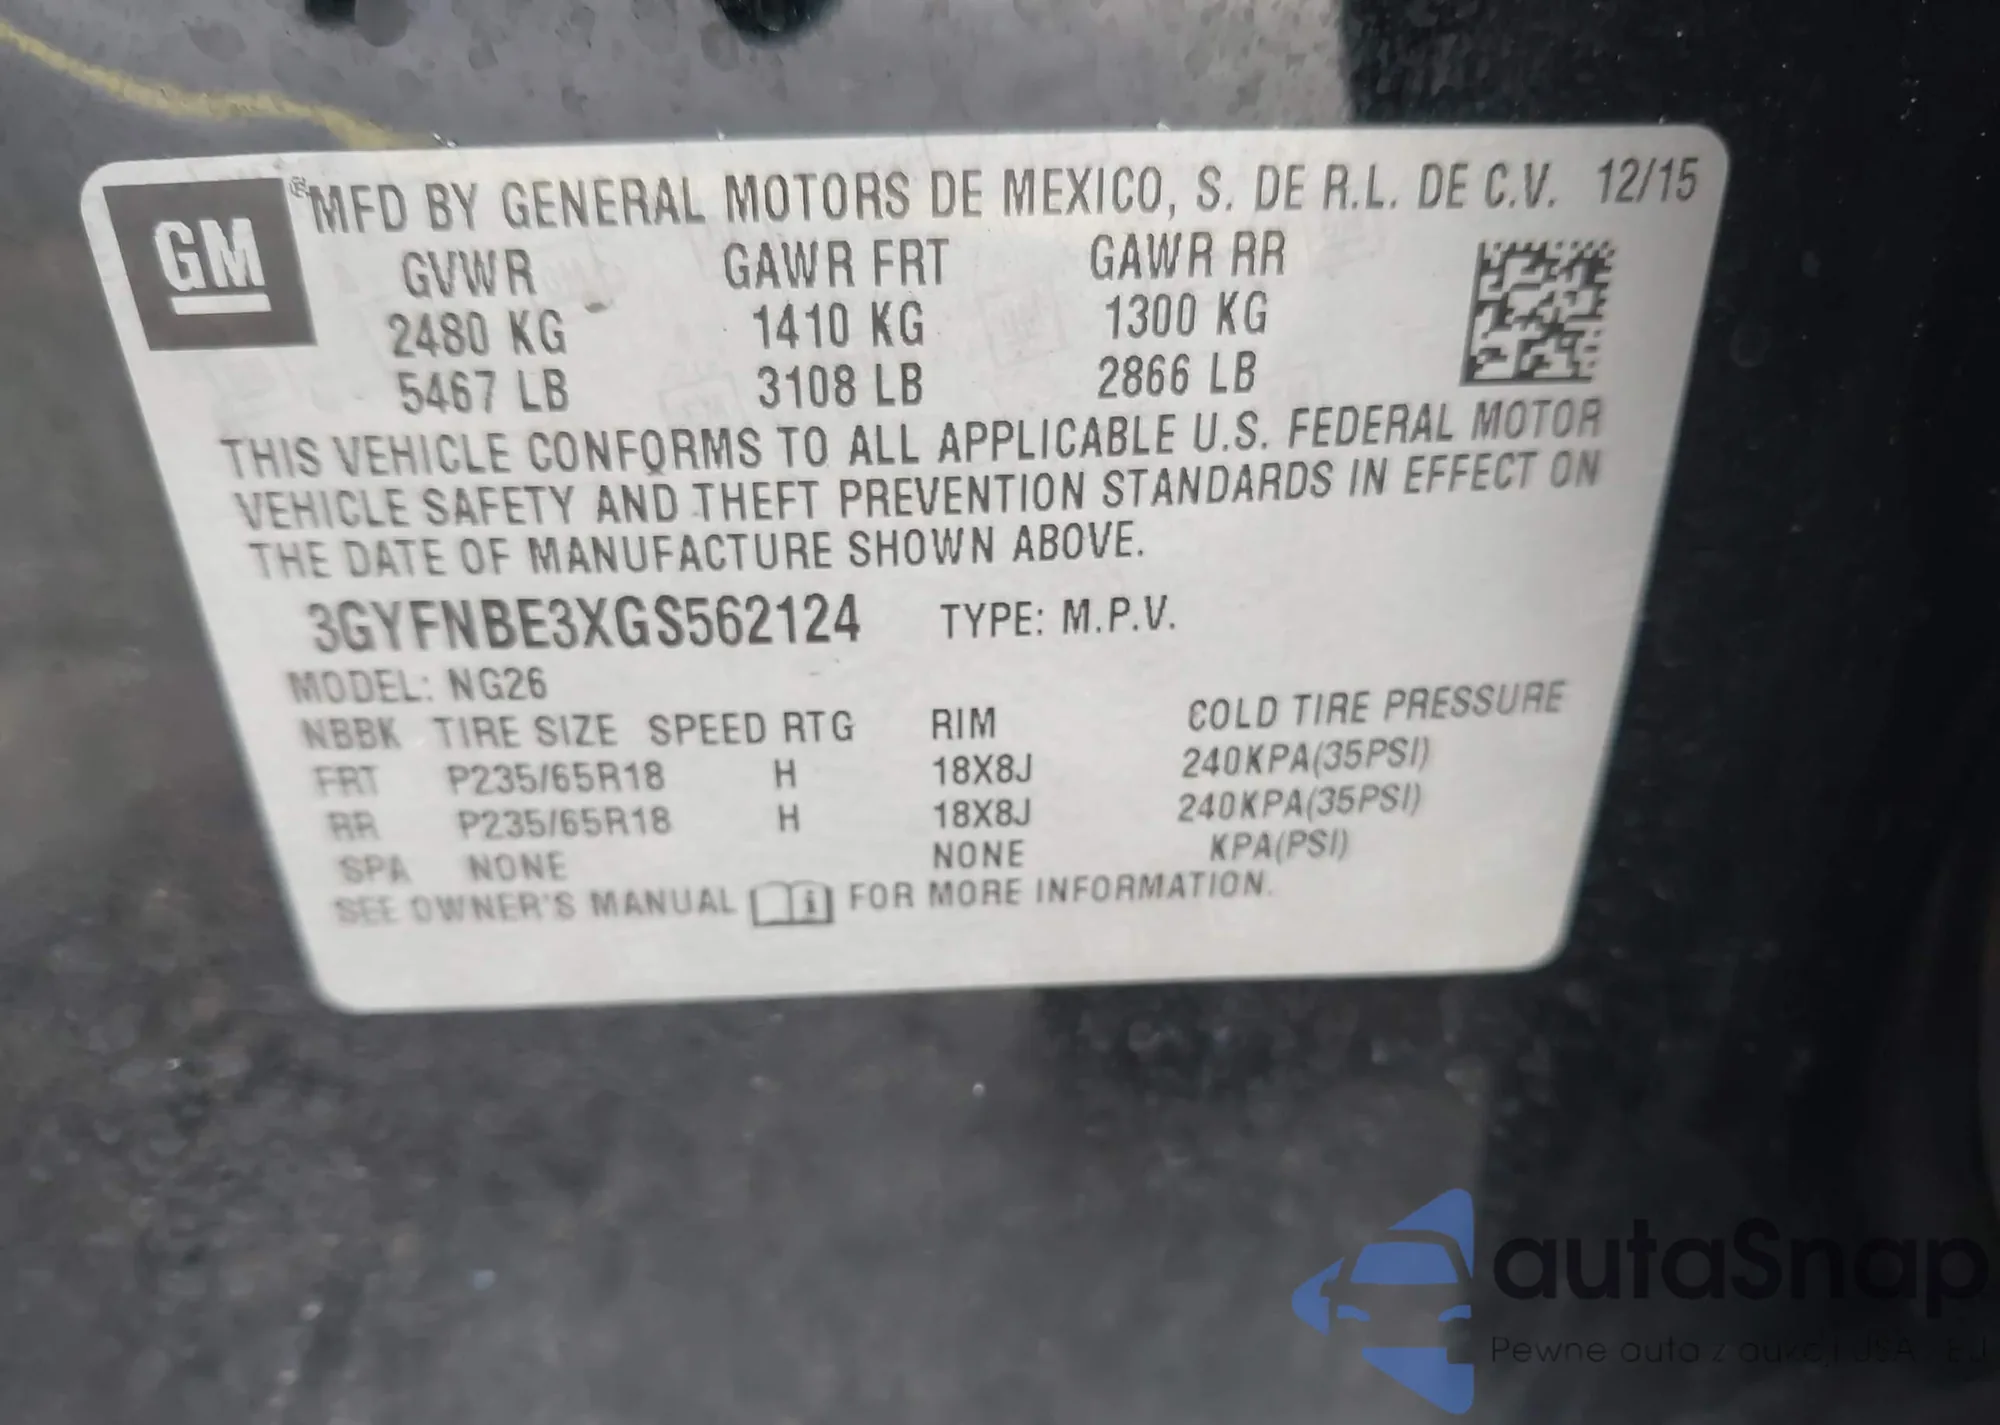 GM
® MFD BY GENERAL MOTORS DE MEXICO, S. DE R.L. DE C.V. 12/15
GVWR GAWR FRT GAWR RR
2480 KG 1410 KG 1300 KG
5467 LB 3108 LB 2866 LB
THIS VEHICLE CONFORMS TO ALL APPLICABLE U.S. FEDERAL MOTOR
VEHICLE SAFETY AND THEFT PREVENTION STANDARDS IN EFFECT ON
THE DATE OF MANUFACTURE SHOWN ABOVE.
3GYFNBE3XGS562124 TYPE: M.P.V.
MODEL: NG26
NBBK TIRE SIZE SPEED RTG RIM COLD TIRE PRESSURE
FRT P235/65R18 H 18X8J 240KPA(35PSI)
RR P235/65R18 H 18X8J 240KPA(35PSI)
SPA NONE NONE KPA(PSI)
SEE OWNER'S MANUAL i FOR MORE INFORMATION.
autaSnap
Pewne auto z aukcji USA